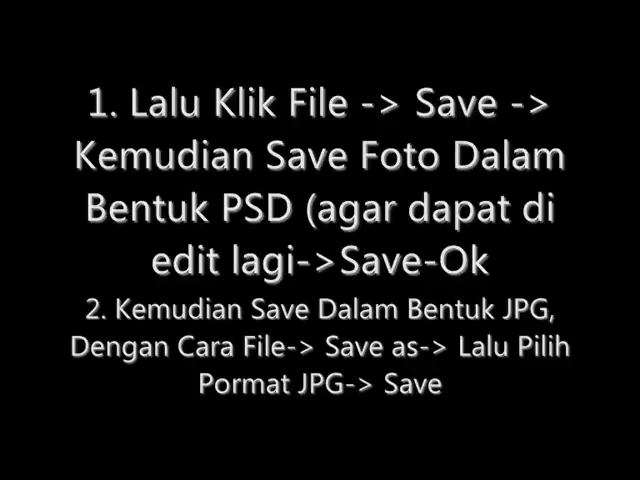 1. Lalu Klik File -> Save ->
Kemudian Save Foto Dalam
Bentuk PSD (agar dapat di
edit lagi->Save-Ok
2. Kemudian Save Dalam Bentuk JPG,
Dengan Cara File-> Save as-> Lalu Pilih
Pormat JPG-> Save